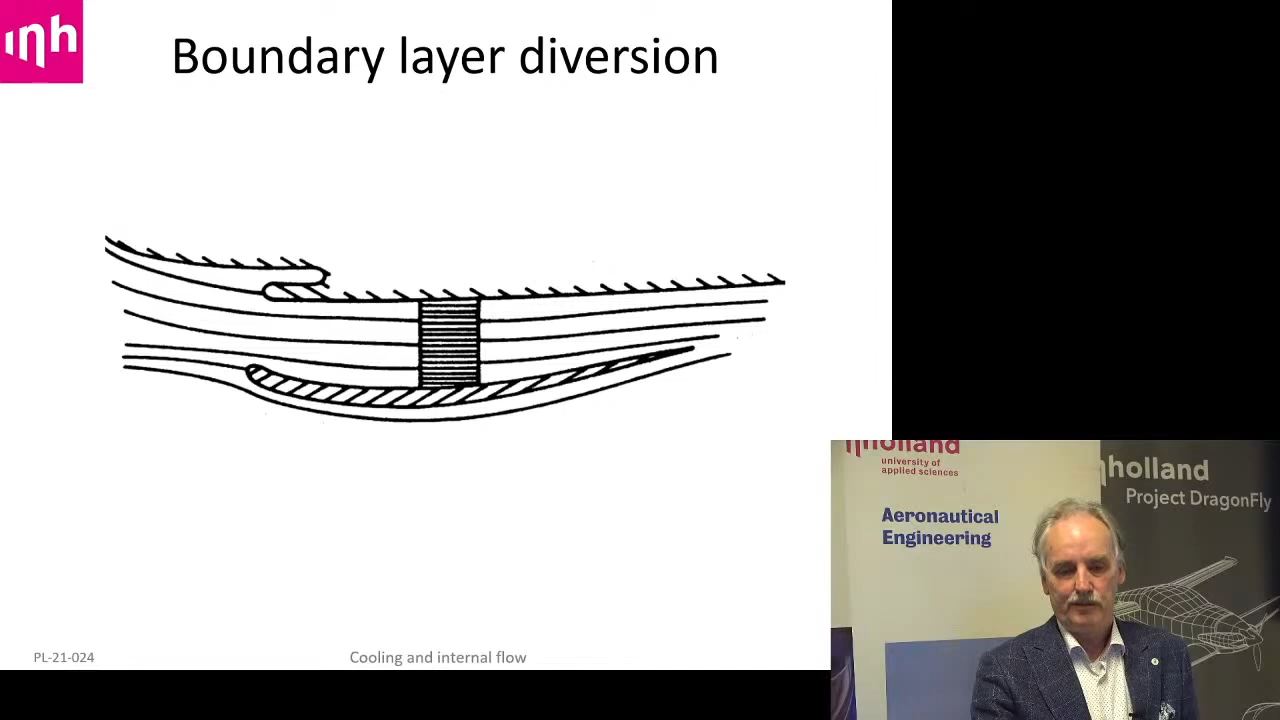 inh
Boundary layer diversion
PL-21-024
Cooling and internal flow
holland
university of
applied sciences
Aeronautical
Engineering
holland
Project DragonFly